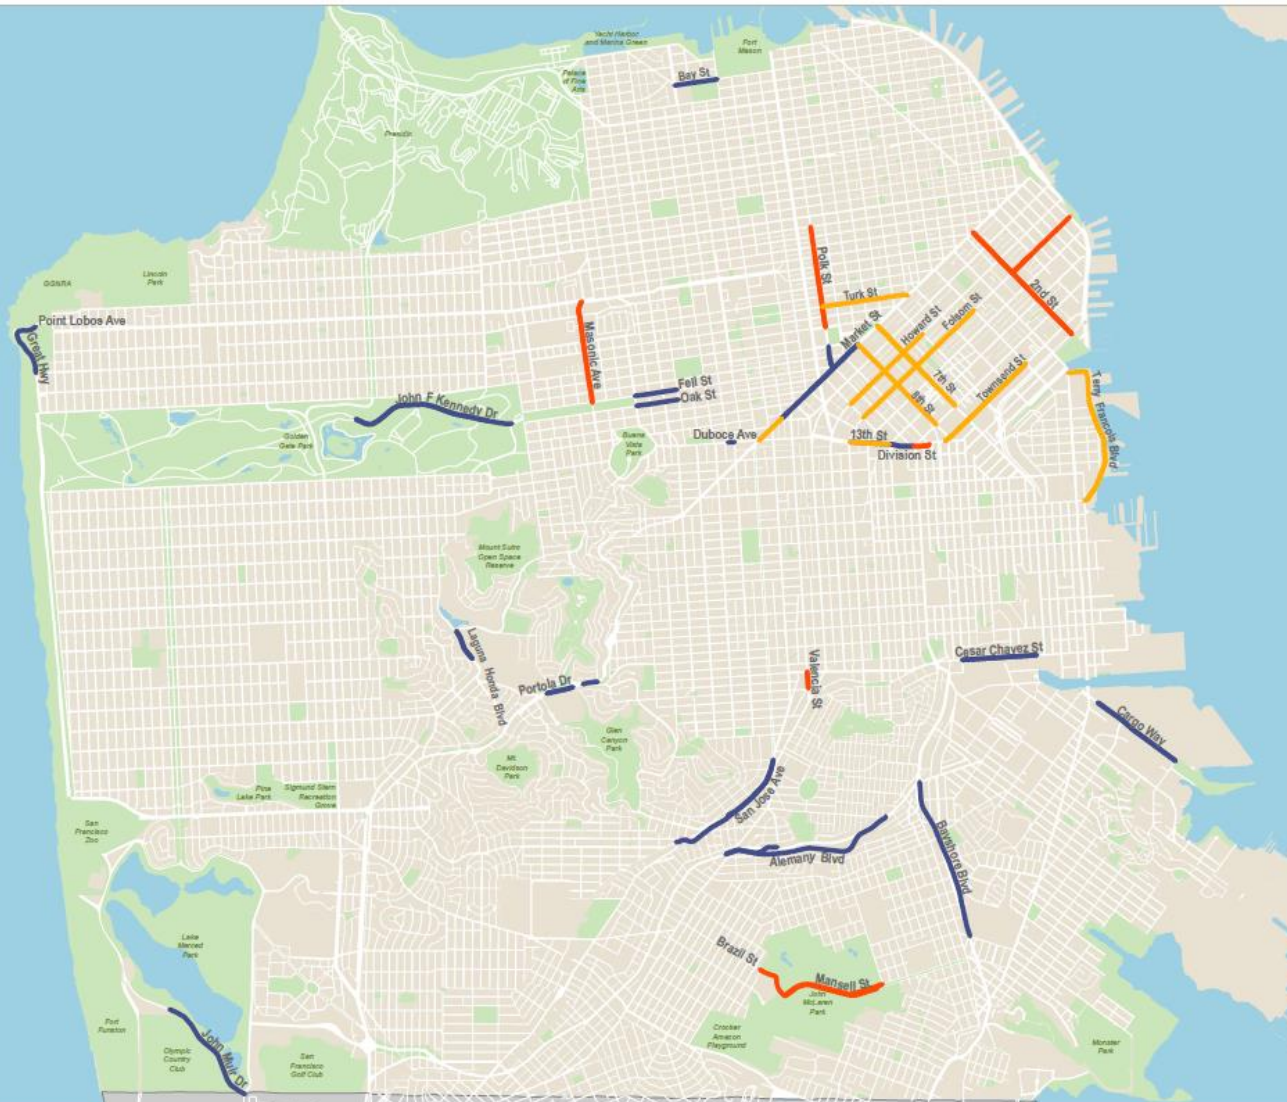 Yacht Harbor
and Marina Green
Fort
Mason
Palace
of Fine
Arts
Bay St
Presidio
GGNRA
Lincoln
Park
Polk St
Turk St
2nd St
Point Lobos Ave
Great Hwy
Masonic Ave
Market St
Howard St
Folsom St
7th St
8th St
Townsend St
Terry Francois Blvd
Fell St
Oak St
John F Kennedy Dr
Golden
Gate Park
Buena
Vista
Park
Duboce Ave
13th St
Division St
Mount Sutro
Open Space
Reserve
Laguna Honda Blvd
Portola Dr
Valencia St
Cesar Chavez St
Cargo Way
Glen
Canyon
Park
Mt.
Davidson
Park
Pine
Lake Park
Sigmund Stern
Recreation
Grove
San
Francisco
Zoo
San Jose Ave
Alemany Blvd
Bayshore Blvd
Lake
Merced
Park
Brazil St
Mansell St
John
McLaren
Park
Crocker
Amazon
Playground
Fort
Funston
Olympic
Country
Club
John Muir Dr
San
Francisco
Golf Club